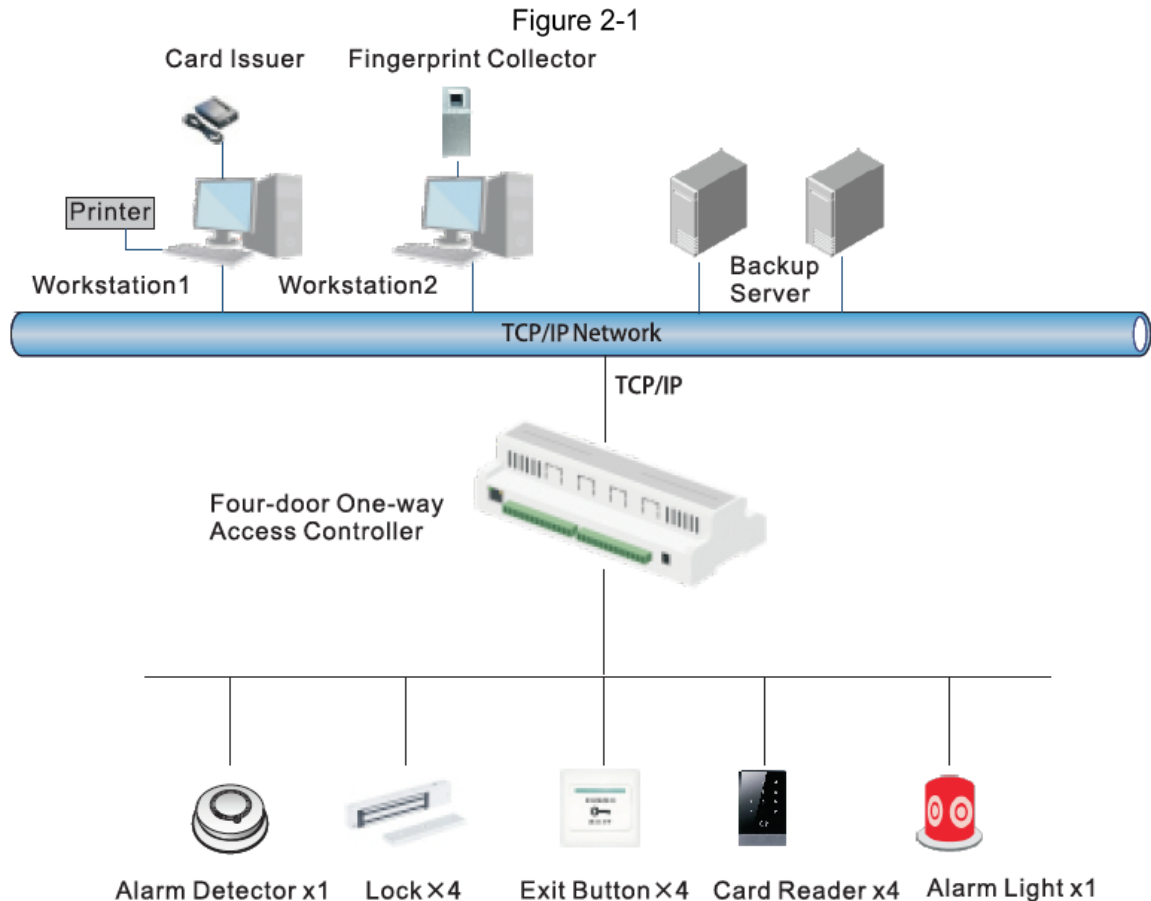 Figure 2-1
Card Issuer
Fingerprint Collector
Printer
Workstation1
Workstation2
Backup
Server
TCP/IP Network
TCP/IP
Four-door One-way
Access Controller
Alarm Detector x1
Lock×4
Exit Button×4
Card Reader x4
Alarm Light x1